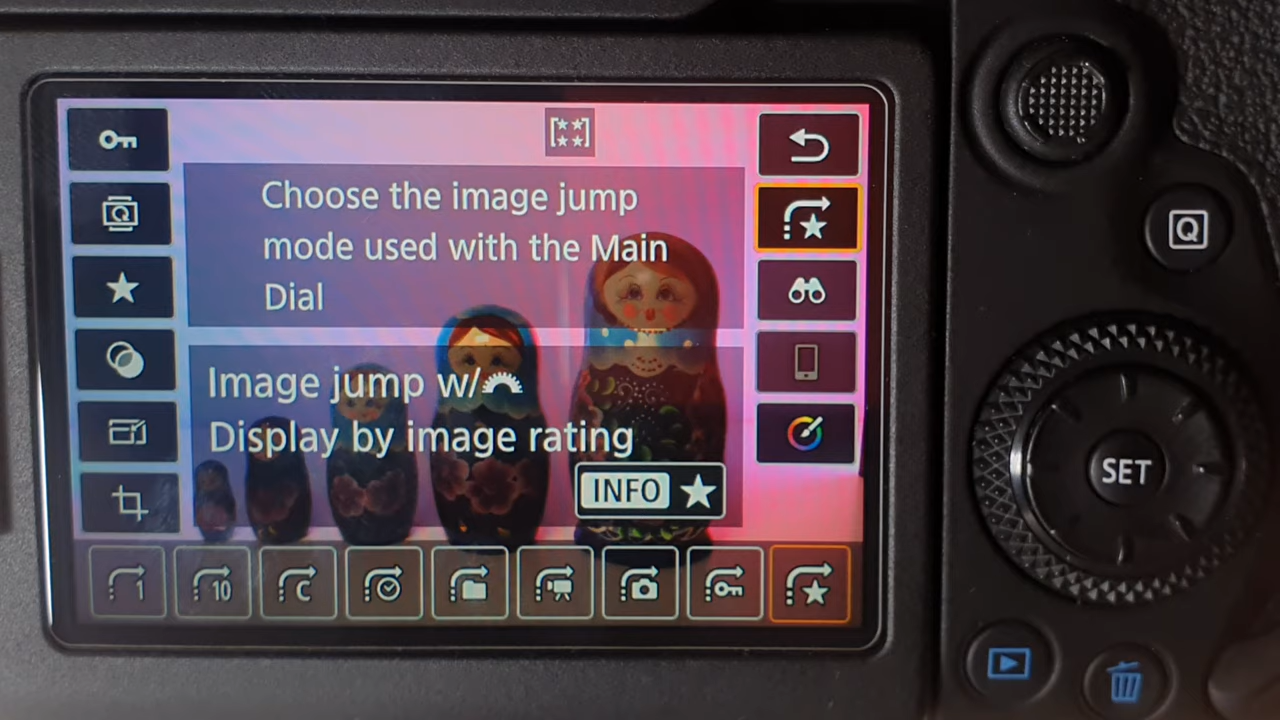 Choose the image jump
mode used with the Main
Dial
Image jump w/
Display by image rating
INFO
1
10
C
Q
SET